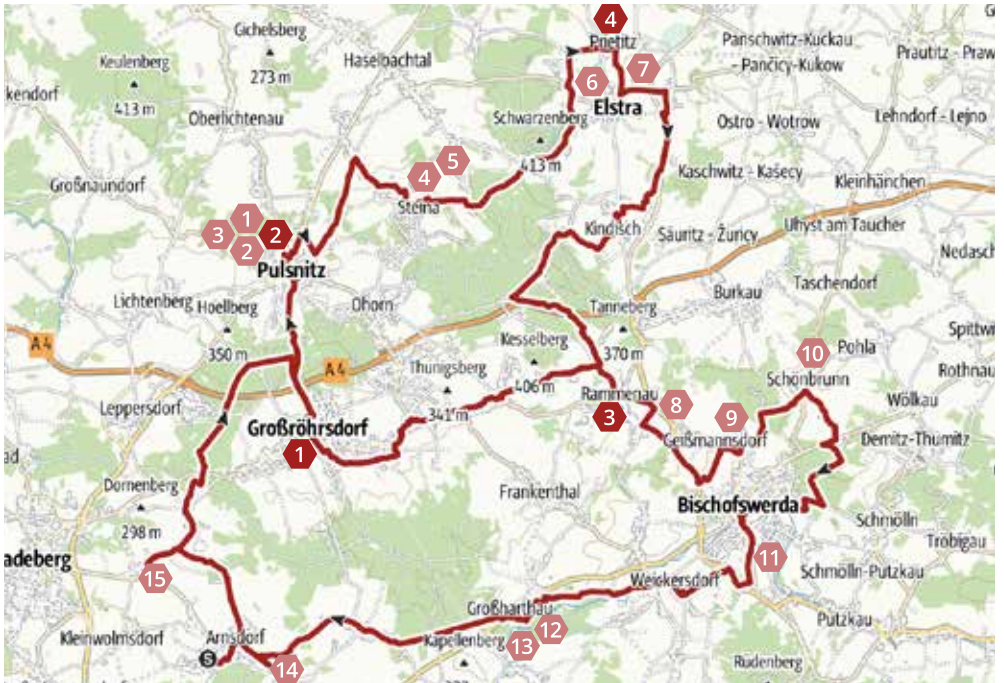 Gichelsberg
273 m
Keulenberg
413 m
kendorf
Haselbachtal
Oberlichtenau
Großnaundorf
4
Elstra
6
7
Schwarzenberg
413 m
Panschwitz-Kuckau
- Pančicy-Kukow
Prautitz - Praw
Ostro - Wotrow
Lehndorf - Lejno
Kaschwitz - Kašecy
Kleinhänchen
5
4
Steina
1
3
2
2
Pulsnitz
Kindisch
Säuritz - Žuricy
Uhyst am Taucher
Nedasch
Lichtenberg
Hoellberg
350 m
Ohorn
Tanneberg
370 m
Burkau
Taschendorf
Kesselberg
406 m
Spittwi
A 4
A 4
Thunigsberg
341 m
10
Pohla
Schönbrunn
Rothnau
Leppersdorf
Rammenau
3
8
9
Wölkau
Großröhrsdorf
1
Geißmannsdorf
Demitz-Thumitz
ad
Dornenberg
298 m
Frankenthal
Bischofswerda
Schmölln
Tröbigau
adeberg
15
11
Schmölln-Putzkau
Weickersdorf
Großharthau
Putzkau
Kleinwolmsdorf
Arnsdorf
S
Kapellenberg
12
13
14
Rüdenberg